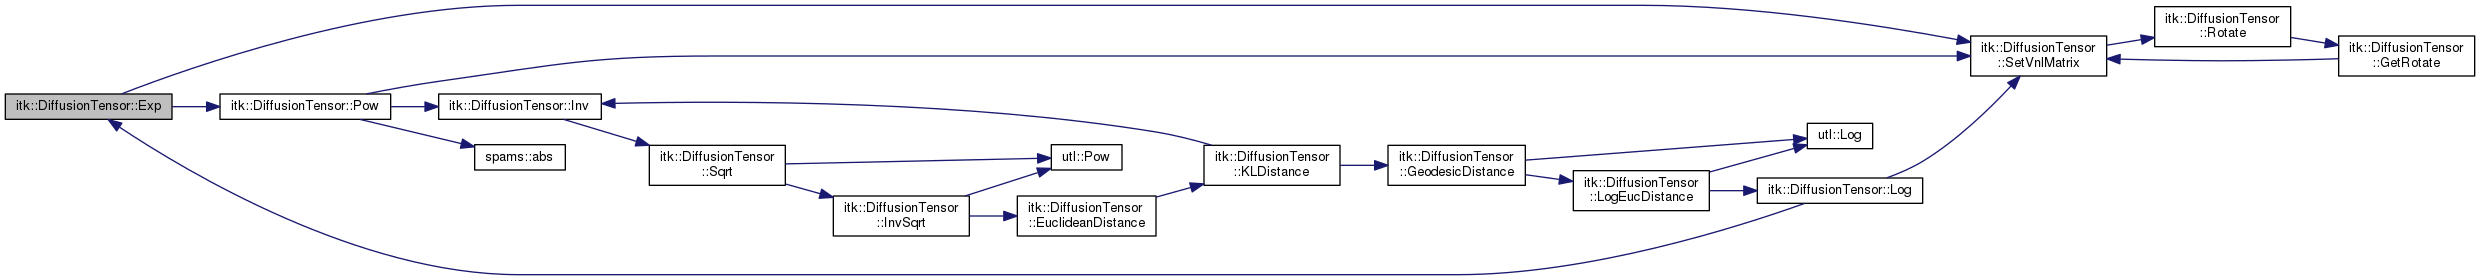 itk::DiffusionTensor::Exp
itk::DiffusionTensor::Pow
itk::DiffusionTensor::Inv
spams::abs
itk::DiffusionTensor
::Sqrt
itk::DiffusionTensor
::InvSqrt
utl::Pow
itk::DiffusionTensor
::EuclideanDistance
itk::DiffusionTensor
::KLDistance
itk::DiffusionTensor
::GeodesicDistance
itk::DiffusionTensor
::LogEucDistance
utl::Log
itk::DiffusionTensor::Log
itk::DiffusionTensor
::SetVnlMatrix
itk::DiffusionTensor
::Rotate
itk::DiffusionTensor
::GetRotate